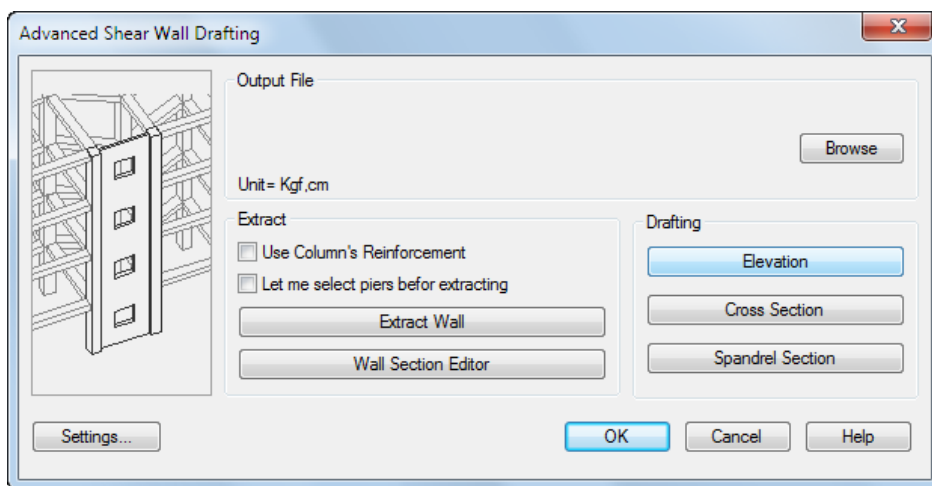 Advanced Shear Wall Drafting
Output File
Browse
Unit= Kgf,cm
Extract
Use Column's Reinforcement
Let me select piers befor extracting
Extract Wall
Wall Section Editor
Drafting
Elevation
Cross Section
Spandrel Section
Settings...
OK
Cancel
Help